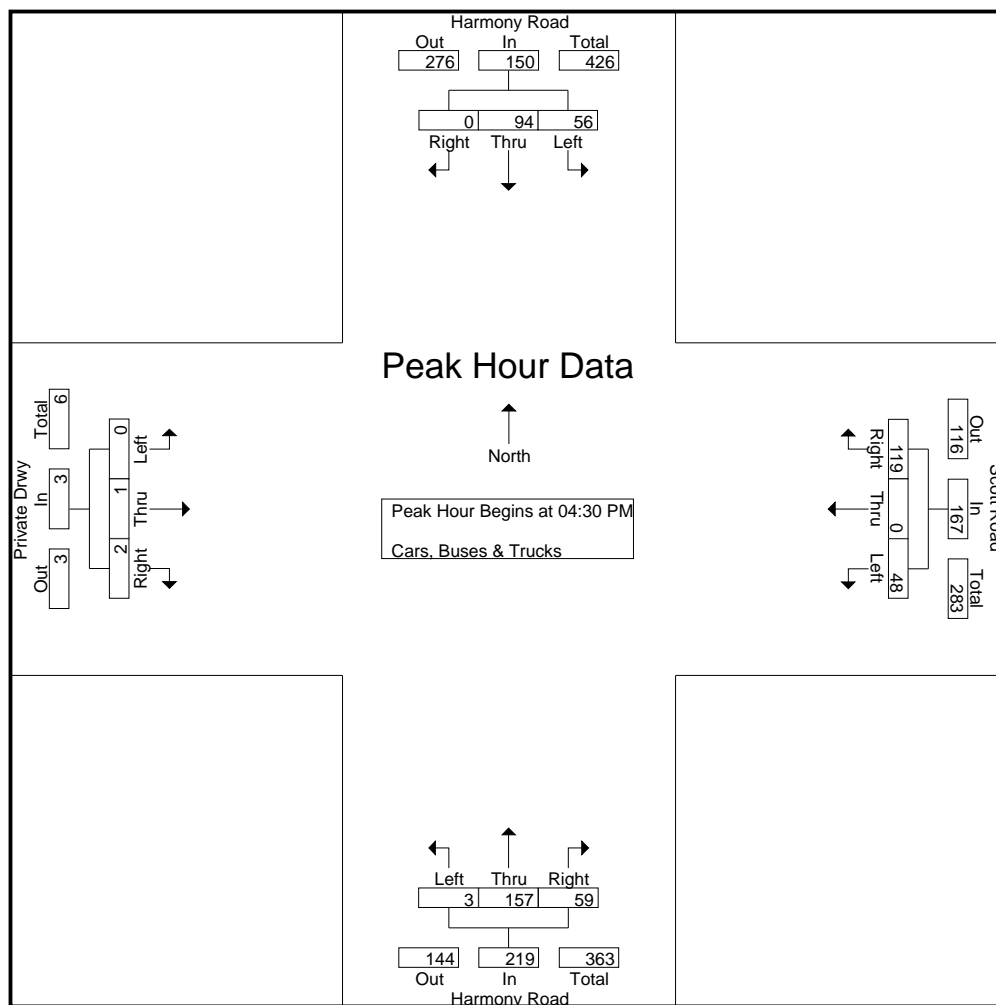 Harmony Road
Out In Total
276 150 426
0 94 56
Right Thru Left
Peak Hour Data
North
Peak Hour Begins at 04:30 PM
Cars, Buses & Trucks
Private Drwy
Out In Total
3 3 6
Right Thru Left
2 1 0
Scott Road
Out In Total
116 167 283
Right Thru Left
119 0 48
Left Thru Right
3 157 59
144 219 363
Out In Total
Harmony Road